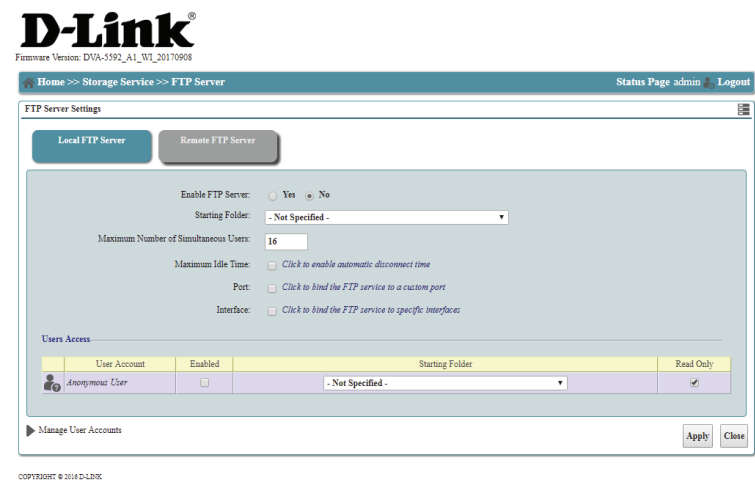 D-Link®
Firmware Version: DVA-5592_A1_WI_20170908
Home >> Storage Service >> FTP Server
Status Page admin Logout
FTP Server Settings
Local FTP Server
Remote FTP Server
Enable FTP Server: Yes No
Starting Folder: - Not Specified -
Maximum Number of Simultaneous Users: 16
Maximum Idle Time: Click to enable automatic disconnect time
Port: Click to bind the FTP service to a custom port
Interface: Click to bind the FTP service to specific interfaces
Users Access
User Account Enabled Starting Folder Read Only
Anonymous User - Not Specified -
Manage User Accounts
Apply Close
COPYRIGHT © 2016 D-LINK